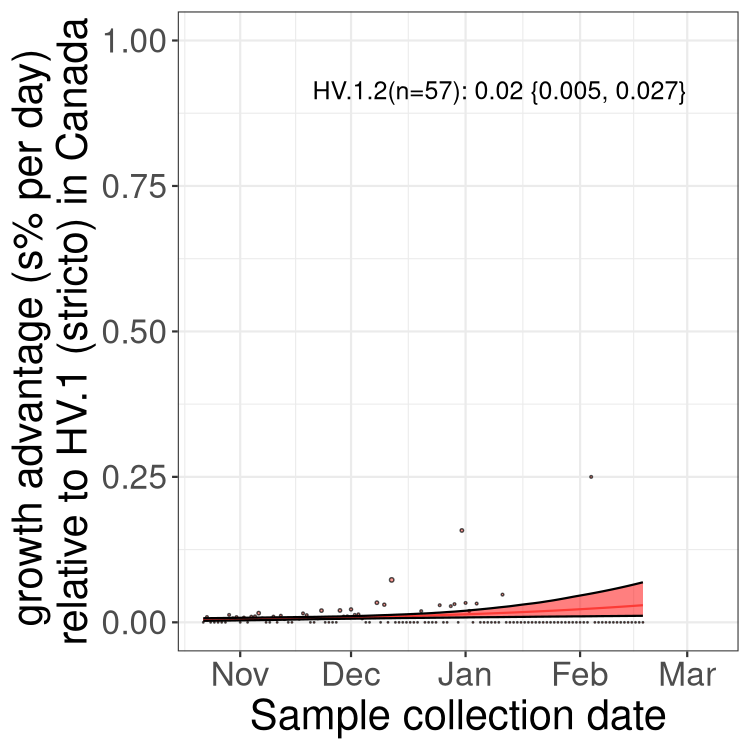 growth advantage (s% per day)
relative to HV.1 (stricto) in Canada
1.00
0.75
0.50
0.25
0.00
HV.1.2(n=57): 0.02 {0.005, 0.027}
Nov Dec Jan Feb Mar
Sample collection date